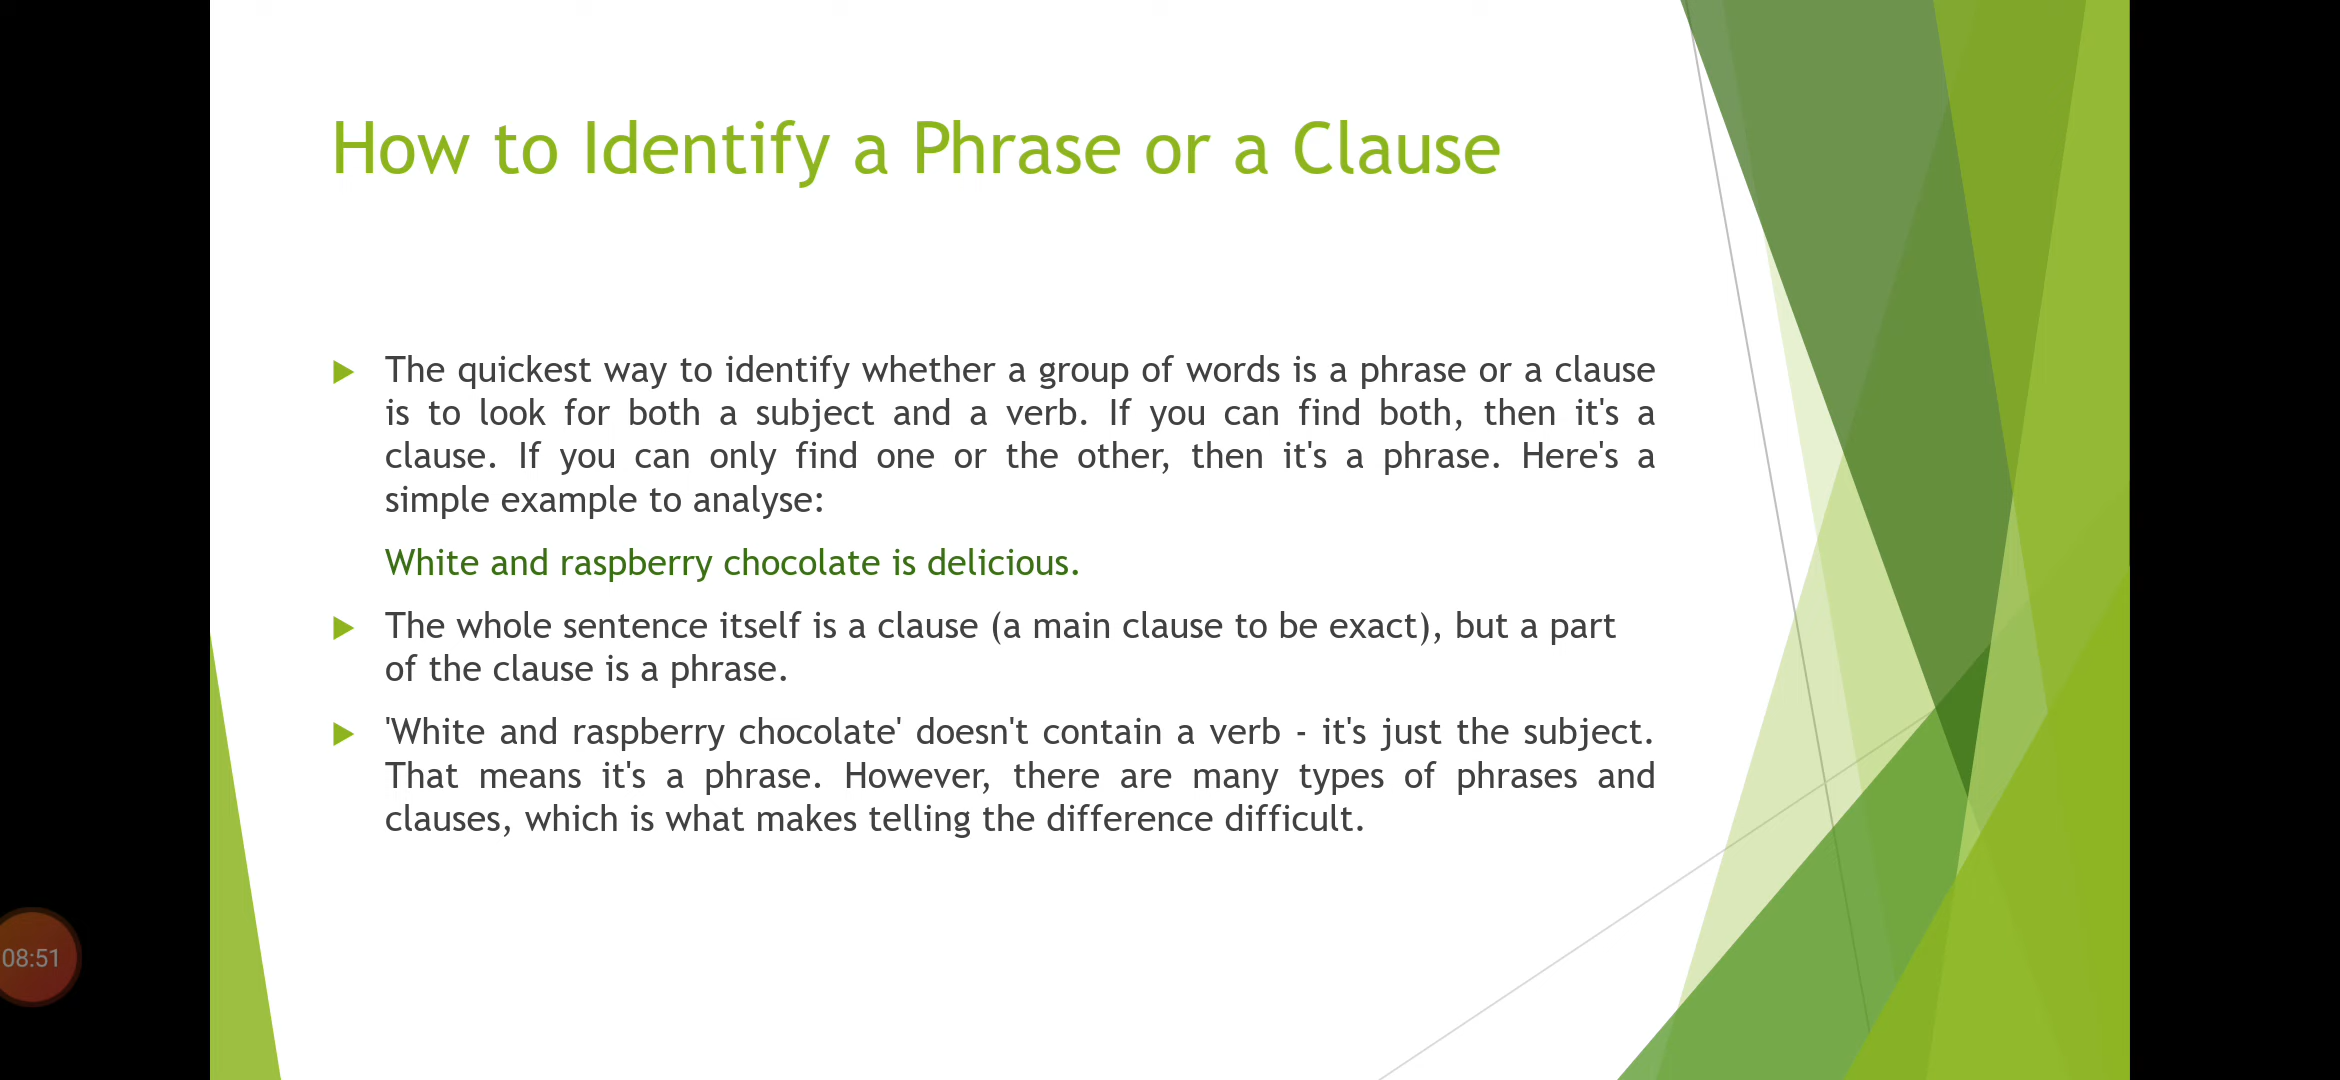 How to Identify a Phrase or a Clause
The quickest way to identify whether a group of words is a phrase or a clause
is to look for both a subject and a verb. If you can find both, then it's a
clause. If you can only find one or the other, then it's a phrase. Here's a
simple example to analyse:
White and raspberry chocolate is delicious.
The whole sentence itself is a clause (a main clause to be exact), but a part
of the clause is a phrase.
'White and raspberry chocolate' doesn't contain a verb - it's just the subject.
That means it's a phrase. However, there are many types of phrases and
clauses, which is what makes telling the difference difficult.
08:51